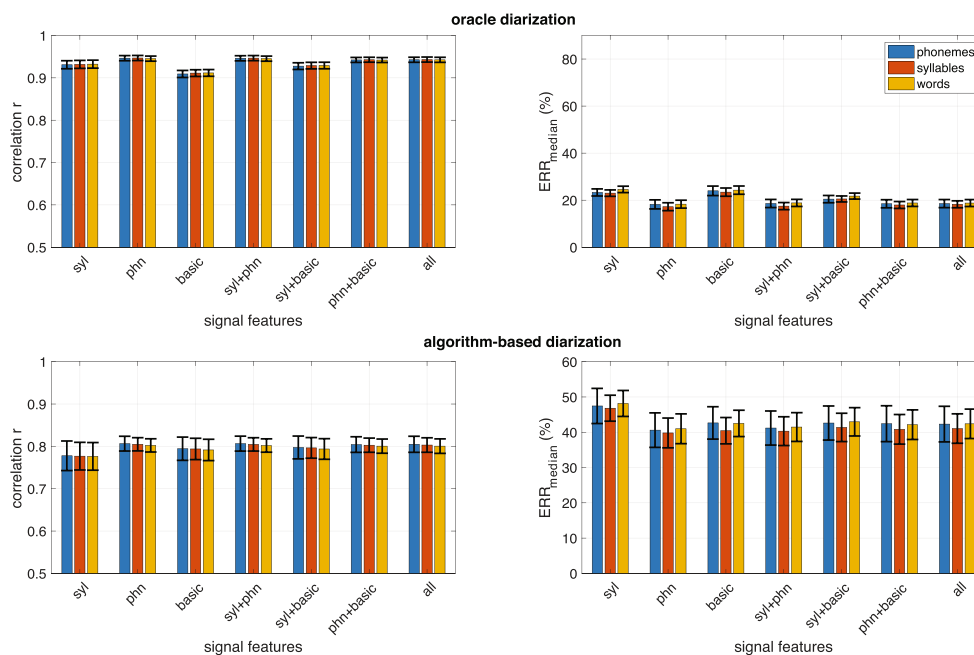 oracle diarization
correlation r
1
0.9
0.8
0.7
0.6
0.5
syl
phn
basic
syl+phn
syl+basic
phn+basic
all
signal features
ERR median (%)
80
60
40
20
0
phonemes
syllables
words
syl
phn
basic
syl+phn
syl+basic
phn+basic
all
signal features
algorithm-based diarization
correlation r
1
0.9
0.8
0.7
0.6
0.5
syl
phn
basic
syl+phn
syl+basic
phn+basic
all
signal features
ERR median (%)
60
50
40
30
20
10
0
syl
phn
basic
syl+phn
syl+basic
phn+basic
all
signal features